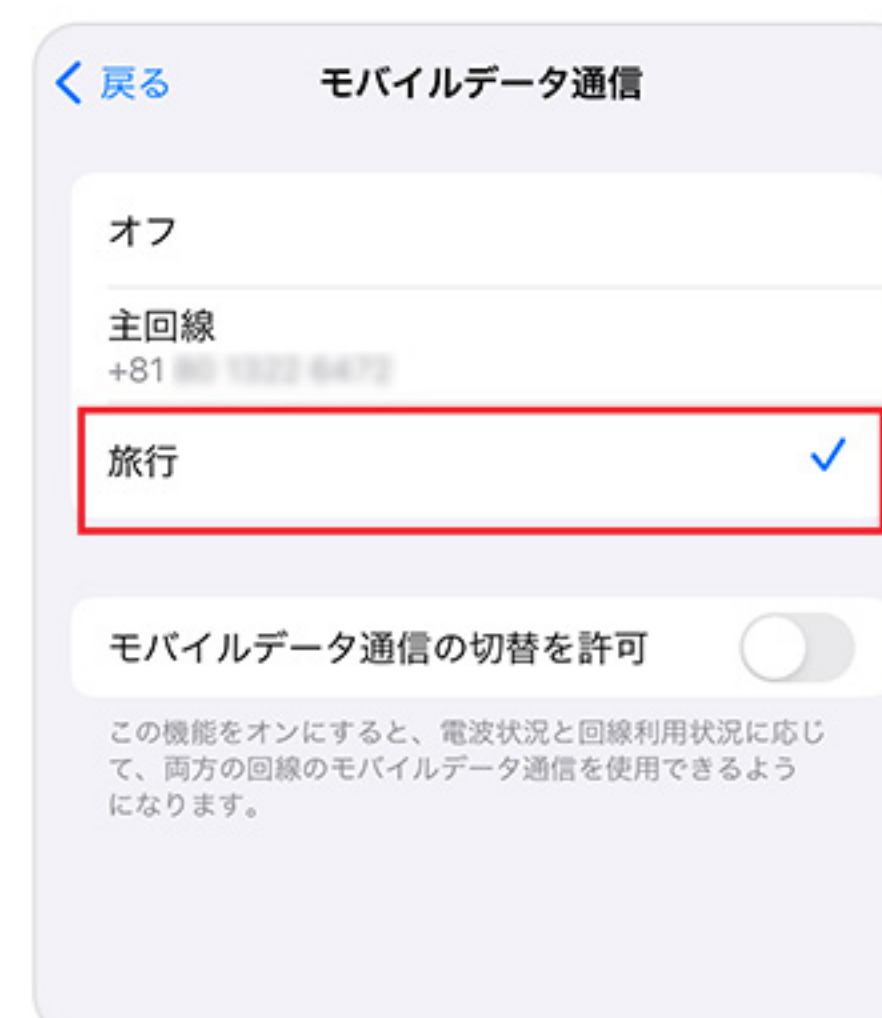 戻る モバイルデータ通信
オフ
主回線
+81
旅行
モバイルデータ通信の切替を許可
この機能をオンにすると、電波状況と回線利用状況に応じ
て、両方の回線のモバイルデータ通信を使用できるよう
になります。